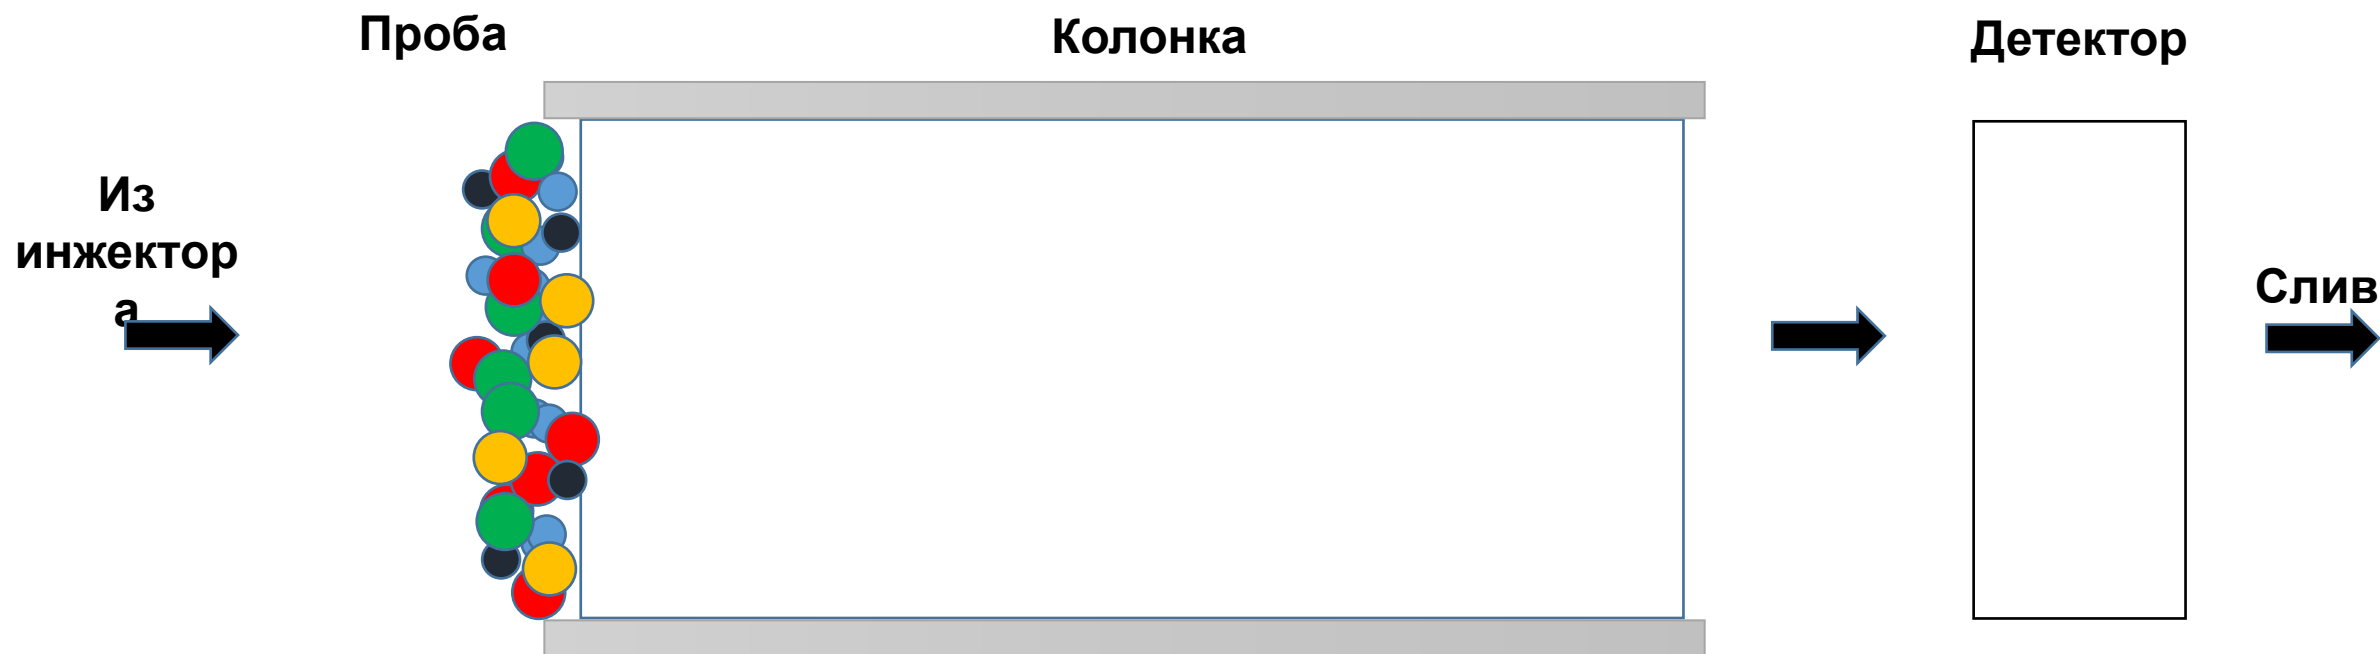 Проба
Колонка
Детектор
Из
инжектор
а
Слив